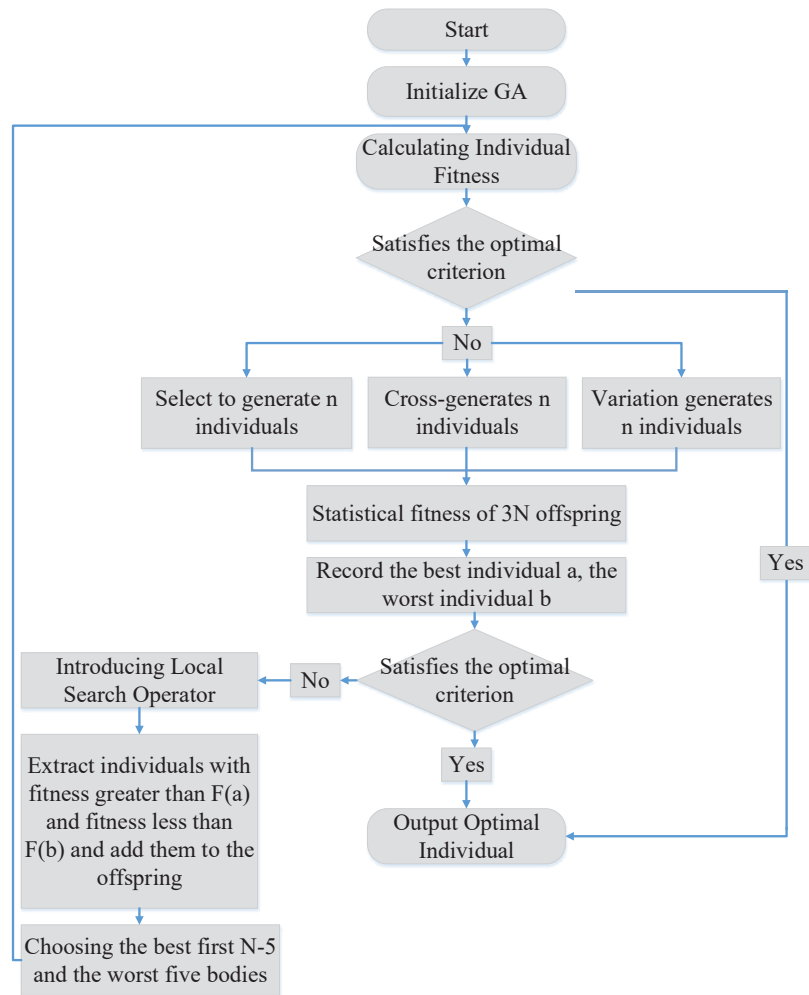 Start
Initialize GA
Calculating Individual
Fitness
Satisfies the optimal
criterion
No
Select to generate n
individuals
Cross-generates n
individuals
Variation generates
n individuals
Statistical fitness of 3N offspring
Yes
Record the best individual a, the
worst individual b
Introducing Local
Search Operator
No
Satisfies the optimal
criterion
Yes
Extract individuals with
fitness greater than F(a)
and fitness less than
F(b) and add them to the
offspring
Output Optimal
Individual
Choosing the best first N-5
and the worst five bodies